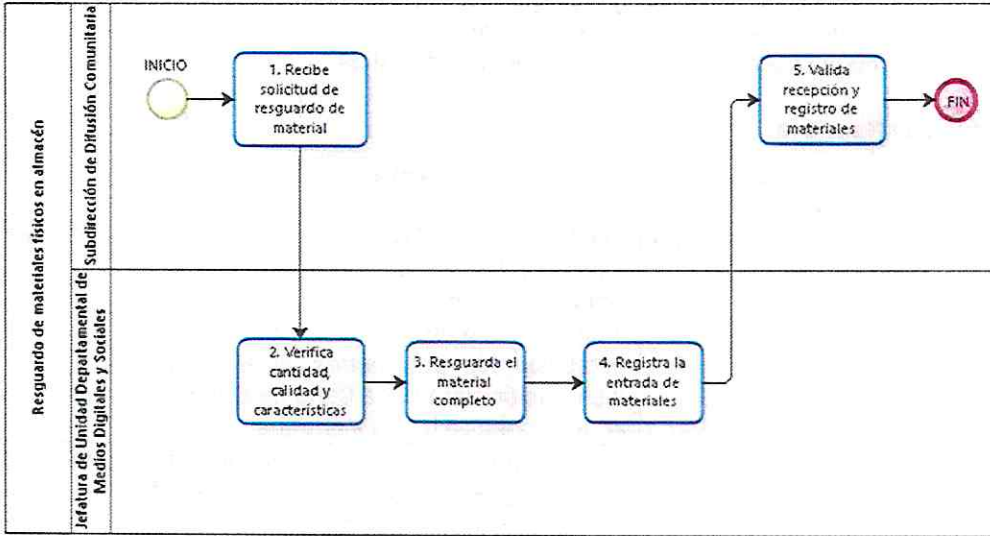 Resguardo de materiales físicos en almacén
Subdirección de Difusión Comunitaria
INICIO
1. Recibe
solicitud de
resguardo de
material
5. Valida
recepción y
registro de
materiales
FIN
Jefatura de Unidad Departamental de
Medios Digitales y Sociales
2. Verifica
cantidad,
calidad y
características
3. Resguarda el
material
completo
4. Registra la
entrada de
materiales